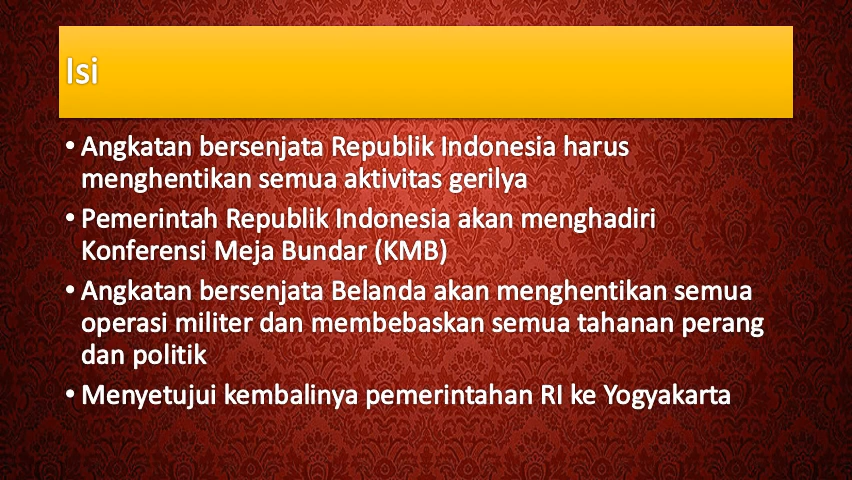 Isi
• Angkatan bersenjata Republik Indonesia harus
menghentikan semua aktivitas gerilya
• Pemerintah Republik Indonesia akan menghadiri
Konferensi Meja Bundar (KMB)
• Angkatan bersenjata Belanda akan menghentikan semua
operasi militer dan membebaskan semua tahanan perang
dan politik
• Menyetujui kembalinya pemerintahan RI ke Yogyakarta